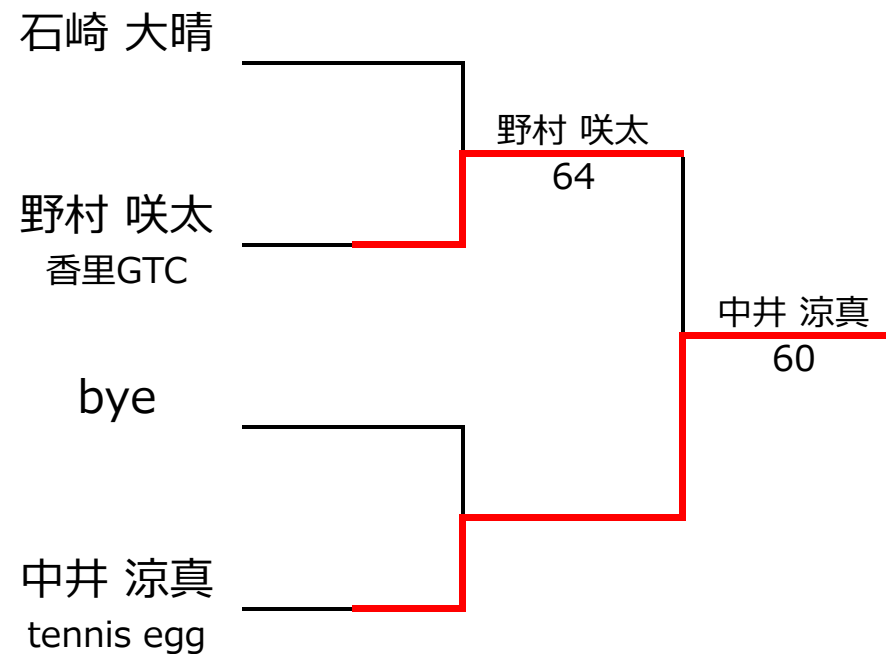 石崎 大晴
野村 咲太
64
野村 咲太
香里GTC
中井 涼真
60
bye
中井 涼真
tennis egg